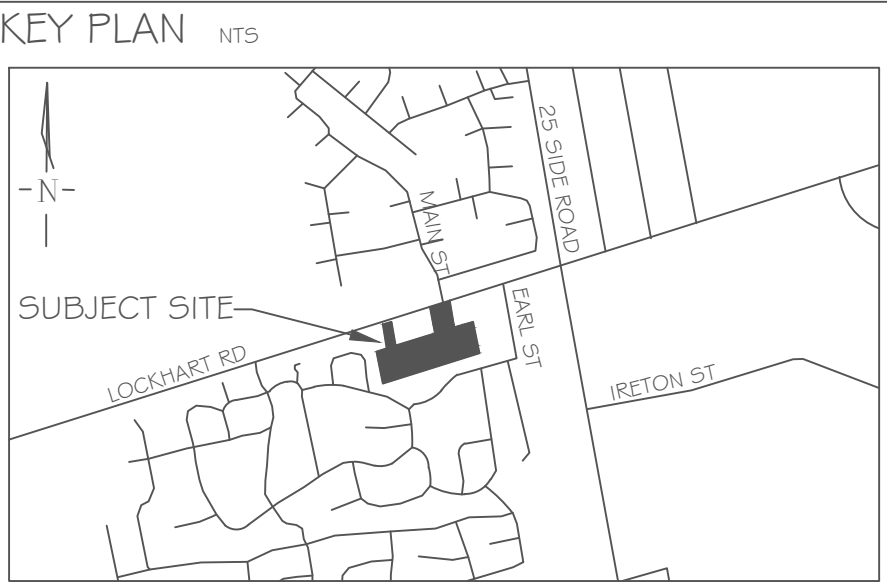 KEY PLAN NTS
25 SIDE ROAD
-N-
MAIN ST
SUBJECT SITE
EARL ST
LOCKHART RD
IRETON ST